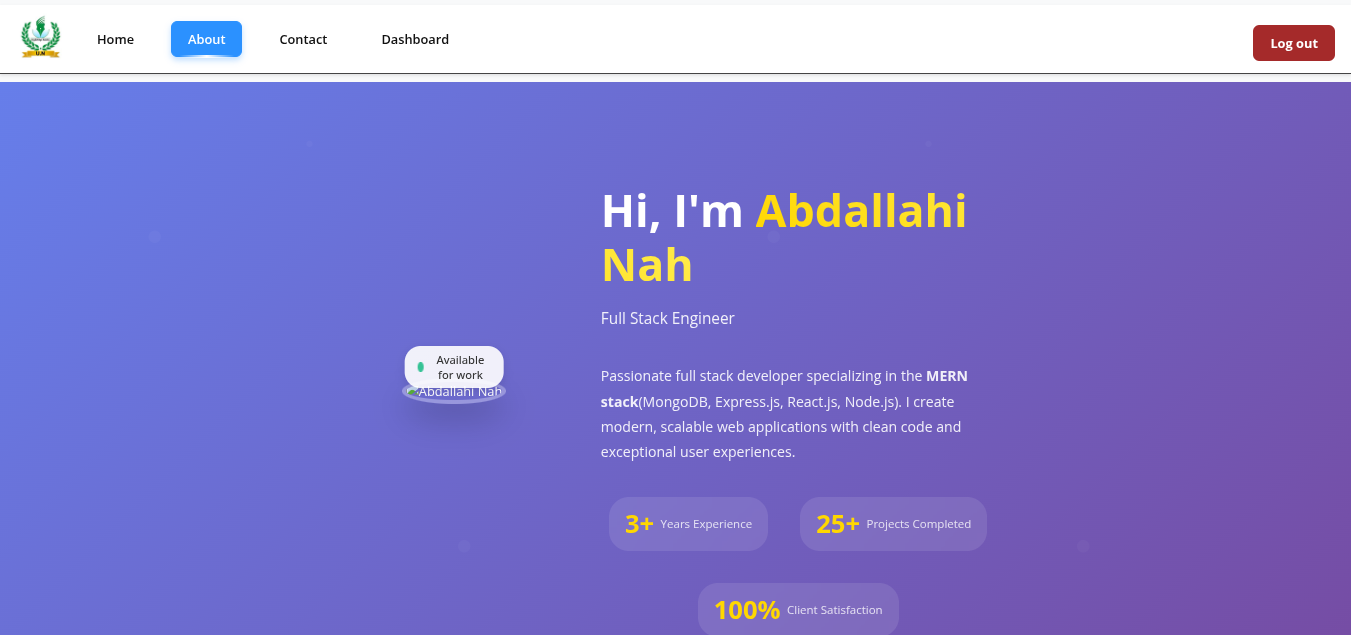 Home
About
Contact
Dashboard
Log out
Hi, I'm Abdallahi
Nah
Full Stack Engineer
Available
for work
Abdallahi Nah
Passionate full stack developer specializing in the MERN
stack(MongoDB, Express.js, React.js, Node.js). I create
modern, scalable web applications with clean code and
exceptional user experiences.
3+ Years Experience
25+ Projects Completed
100% Client Satisfaction